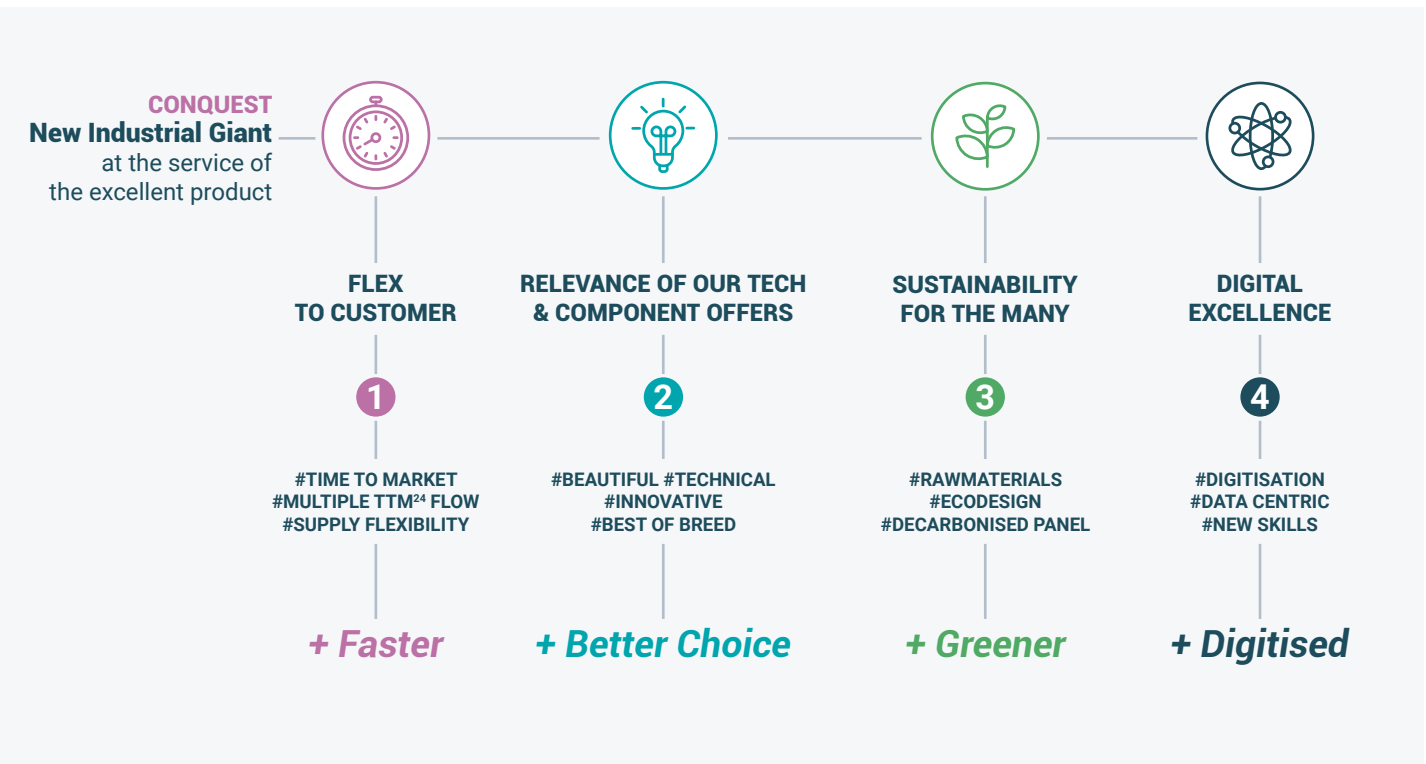 CONQUEST
New Industrial Giant
at the service of
the excellent product
FLEX
TO CUSTOMER
1
#TIME TO MARKET
#MULTIPLE TTM²⁴ FLOW
#SUPPLY FLEXIBILITY
+ Faster
RELEVANCE OF OUR TECH
& COMPONENT OFFERS
2
#BEAUTIFUL #TECHNICAL
#INNOVATIVE
#BEST OF BREED
+ Better Choice
SUSTAINABILITY
FOR THE MANY
3
#RAWMATERIALS
#ECODESIGN
#DECARBONISED PANEL
+ Greener
DIGITAL
EXCELLENCE
4
#DIGITISATION
#DATA CENTRIC
#NEW SKILLS
+ Digitised